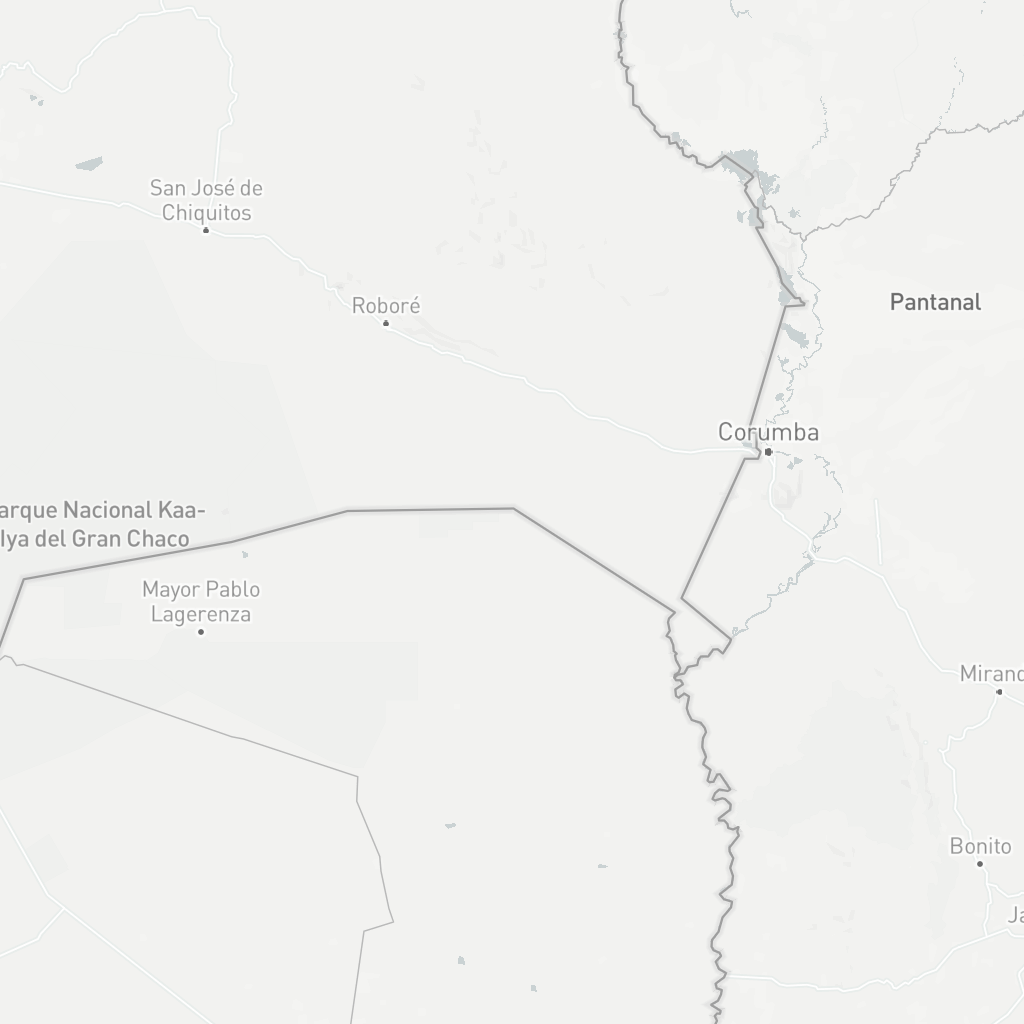 San José de
Chiquitos
Roboré
Pantanal
Corumba
arque Nacional Kaa-
Iya del Gran Chaco
Mayor Pablo
Lagerenza
Mirand
Bonito
Ja